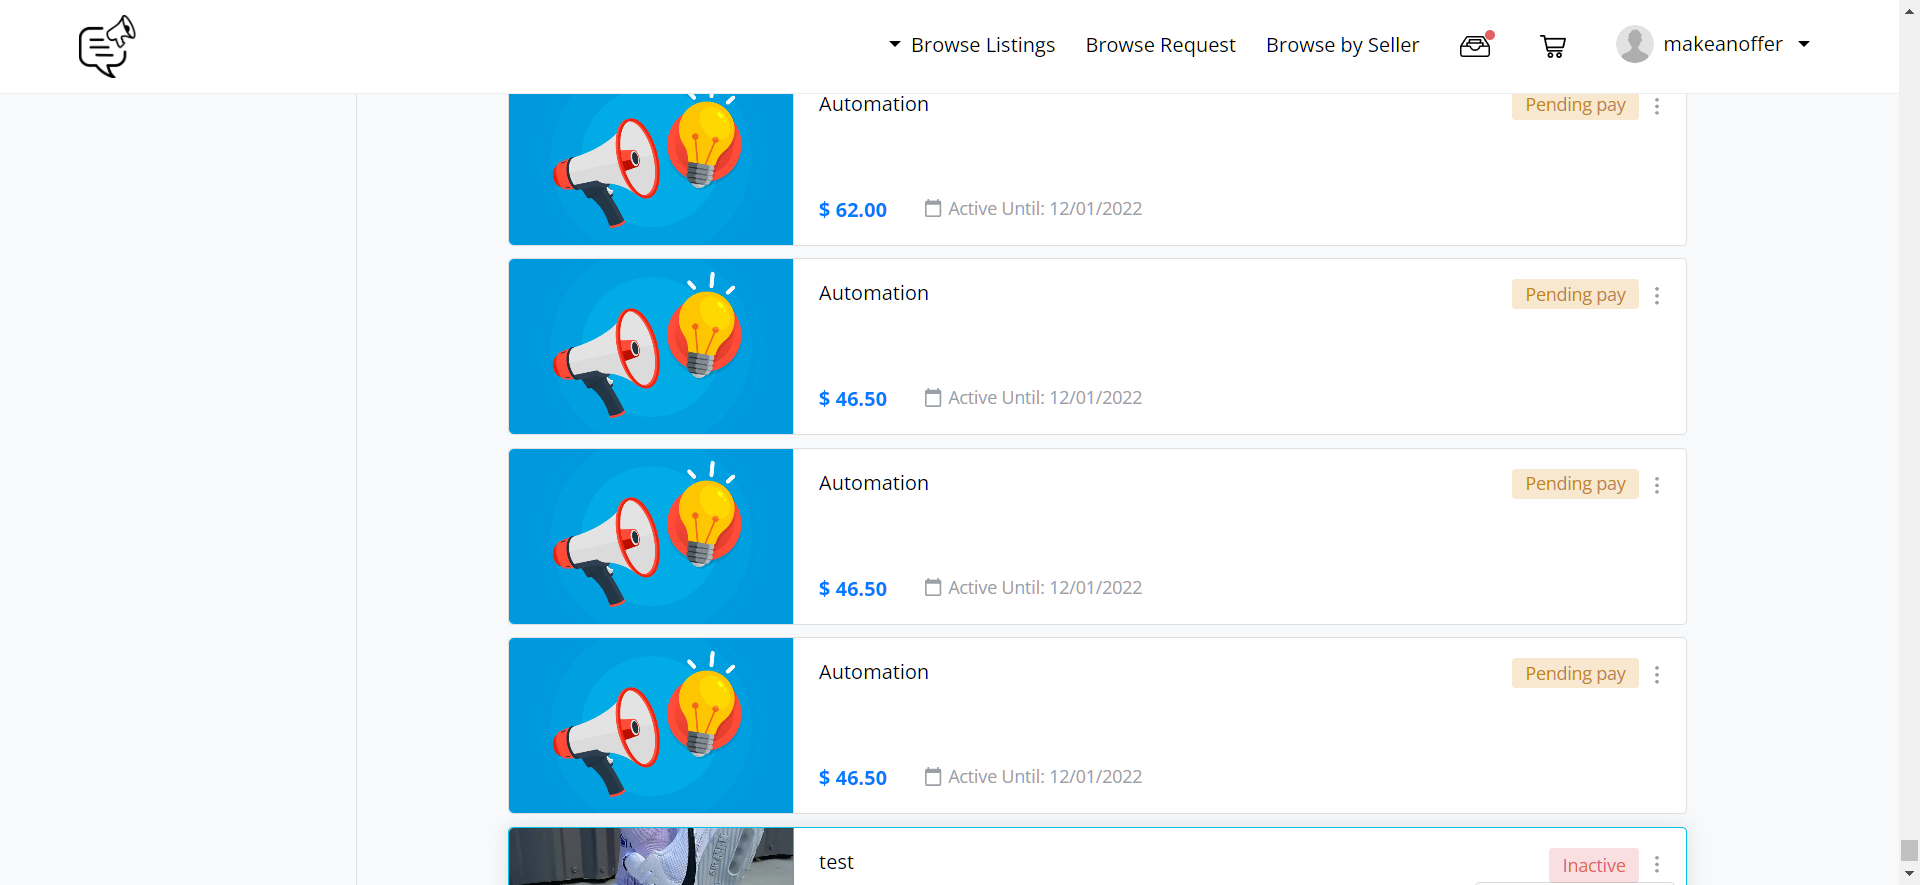 Browse Listings Browse Request Browse by Seller makeanoffer
Automation Pending pay
$ 62.00 Active Until: 12/01/2022
Automation Pending pay
$ 46.50 Active Until: 12/01/2022
Automation Pending pay
$ 46.50 Active Until: 12/01/2022
Automation Pending pay
$ 46.50 Active Until: 12/01/2022
test Inactive